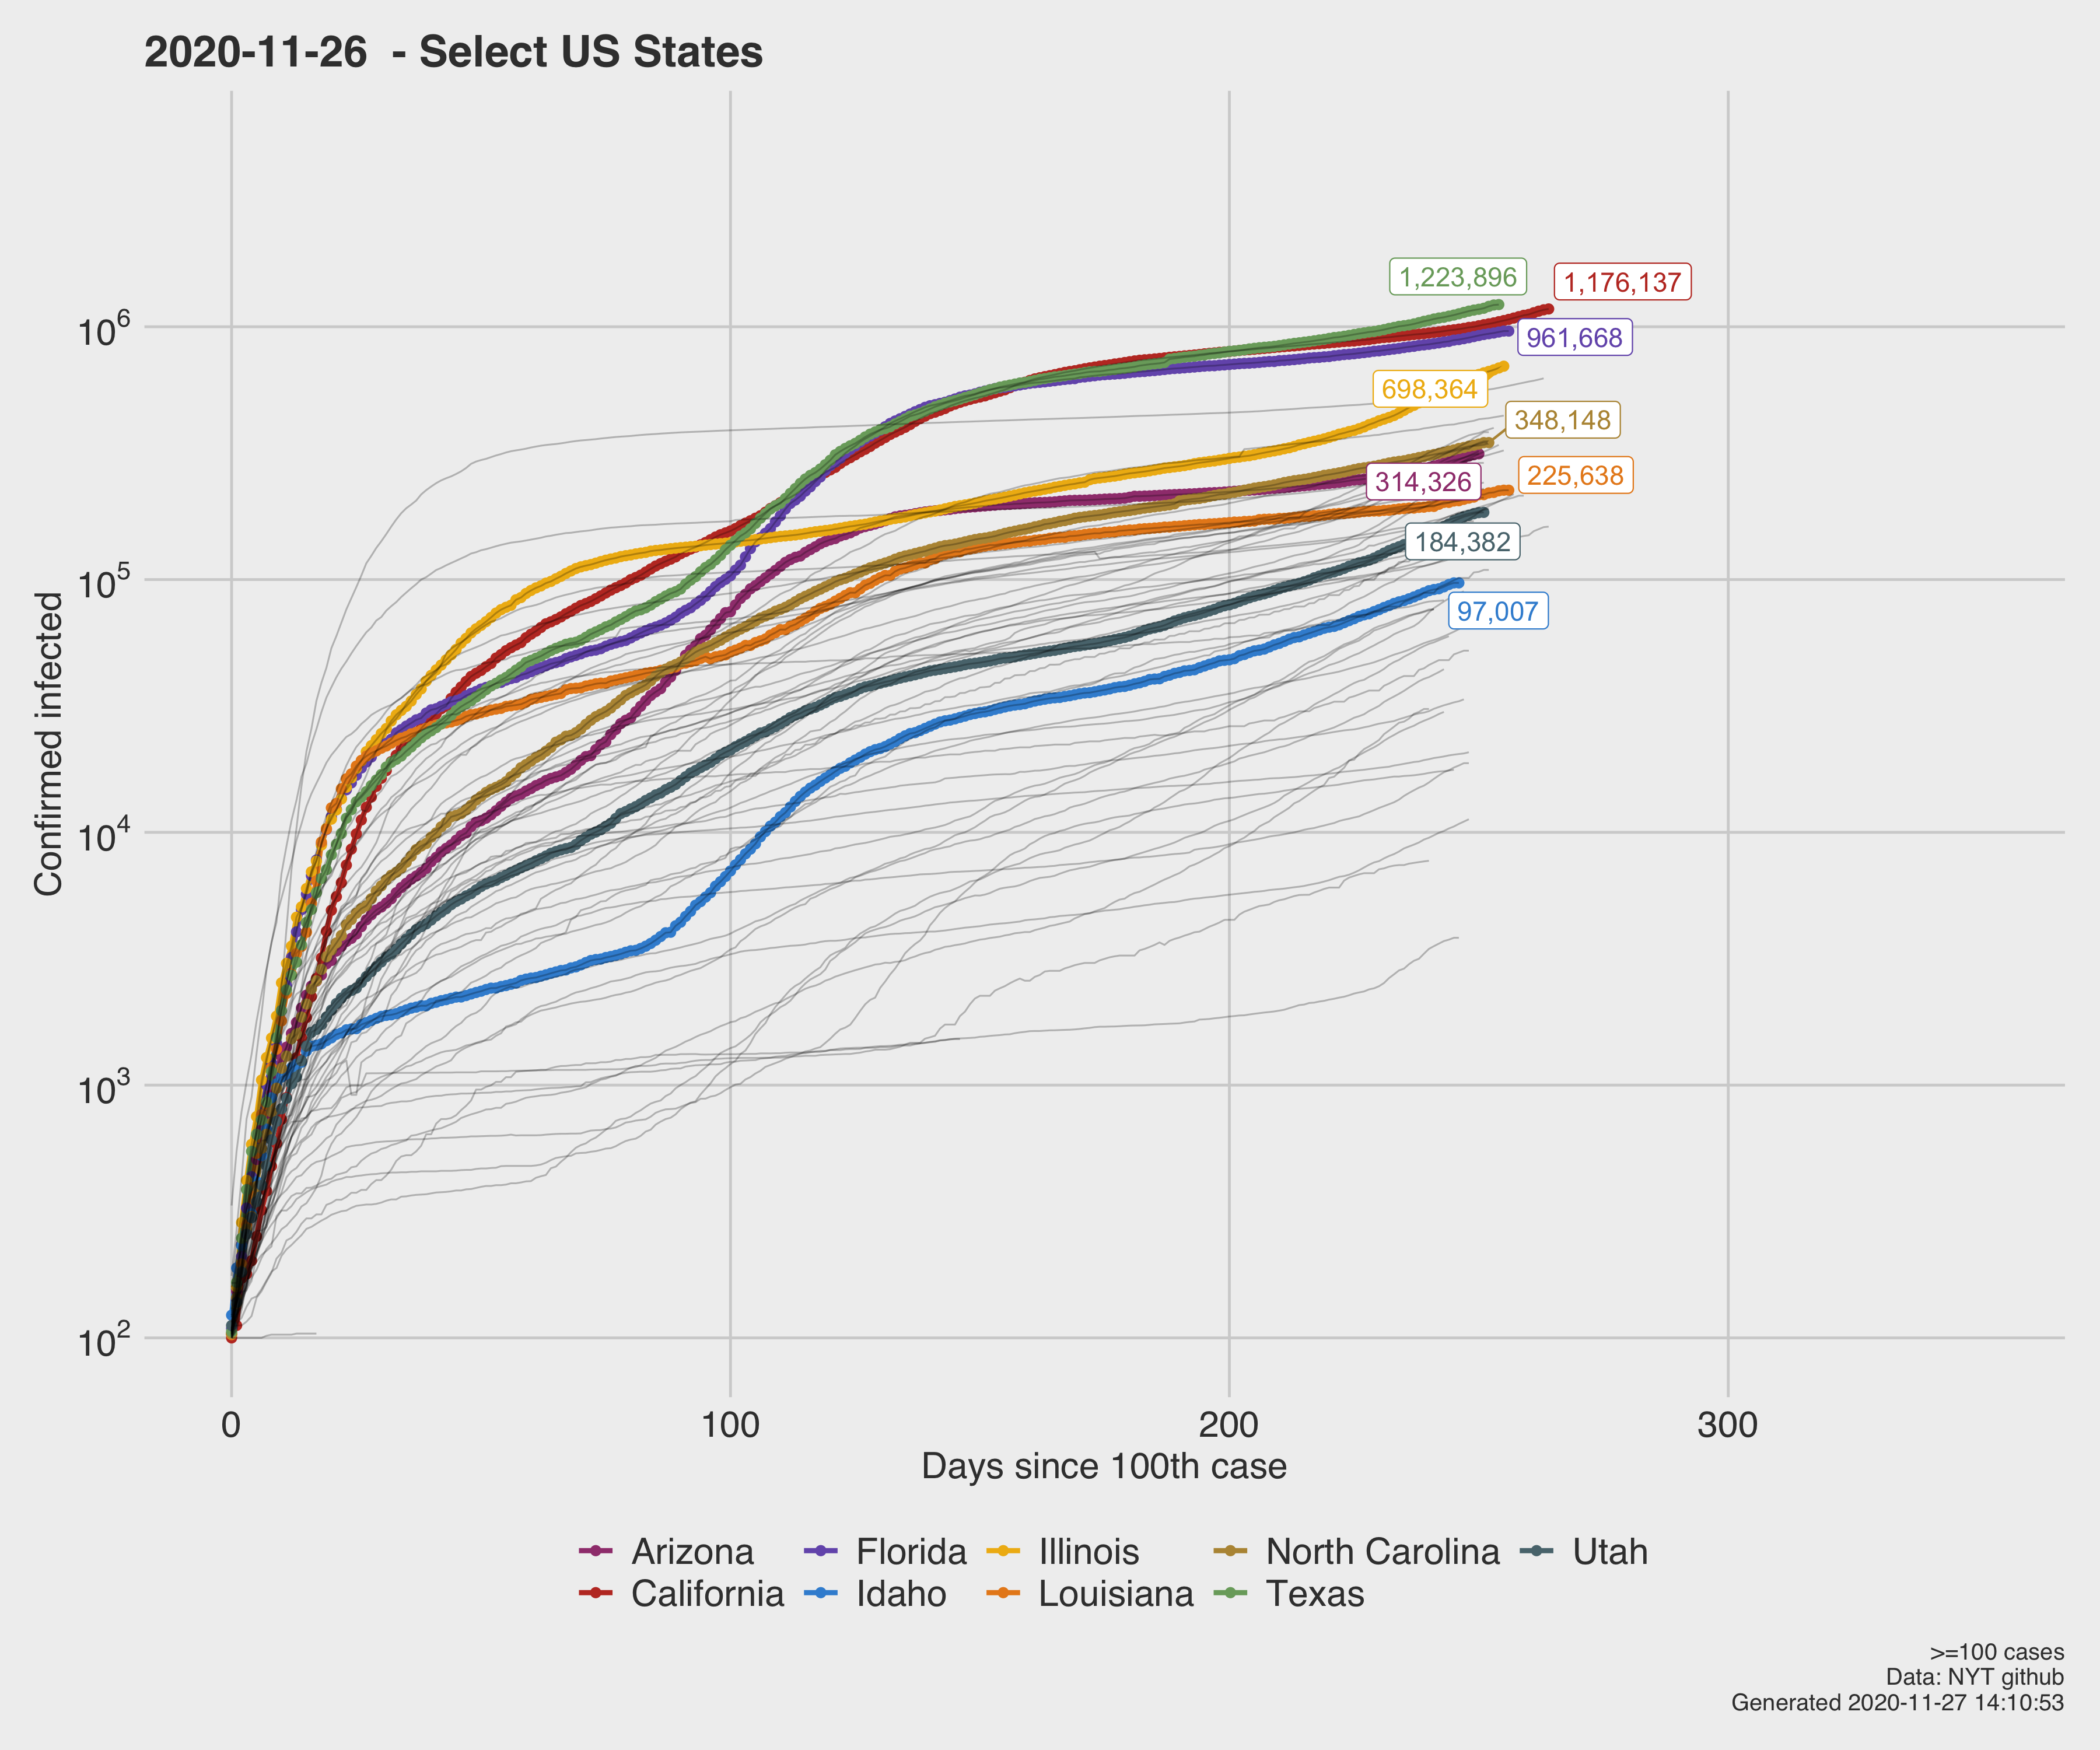 2020-11-26  - Select US States
Confirmed infected
10^6
10^5
10^4
10^3
10^2
1,223,896
1,176,137
961,668
698,364
348,148
225,638
314,326
184,382
97,007
0 100 200 300
Days since 100th case
Arizona Florida Illinois North Carolina Utah
California Idaho Louisiana Texas
>=100 cases
Data: NYT github
Generated 2020-11-27 14:10:53